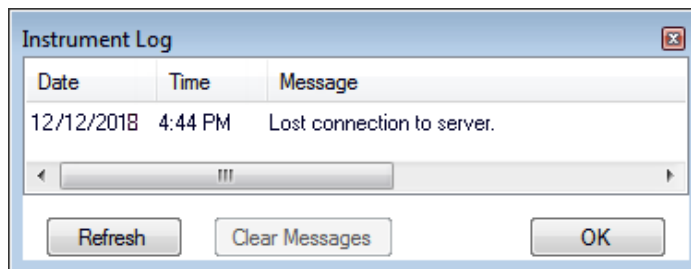 Instrument Log
Date Time Message
12/12/2018 4:44 PM Lost connection to server.
Refresh Clear Messages OK